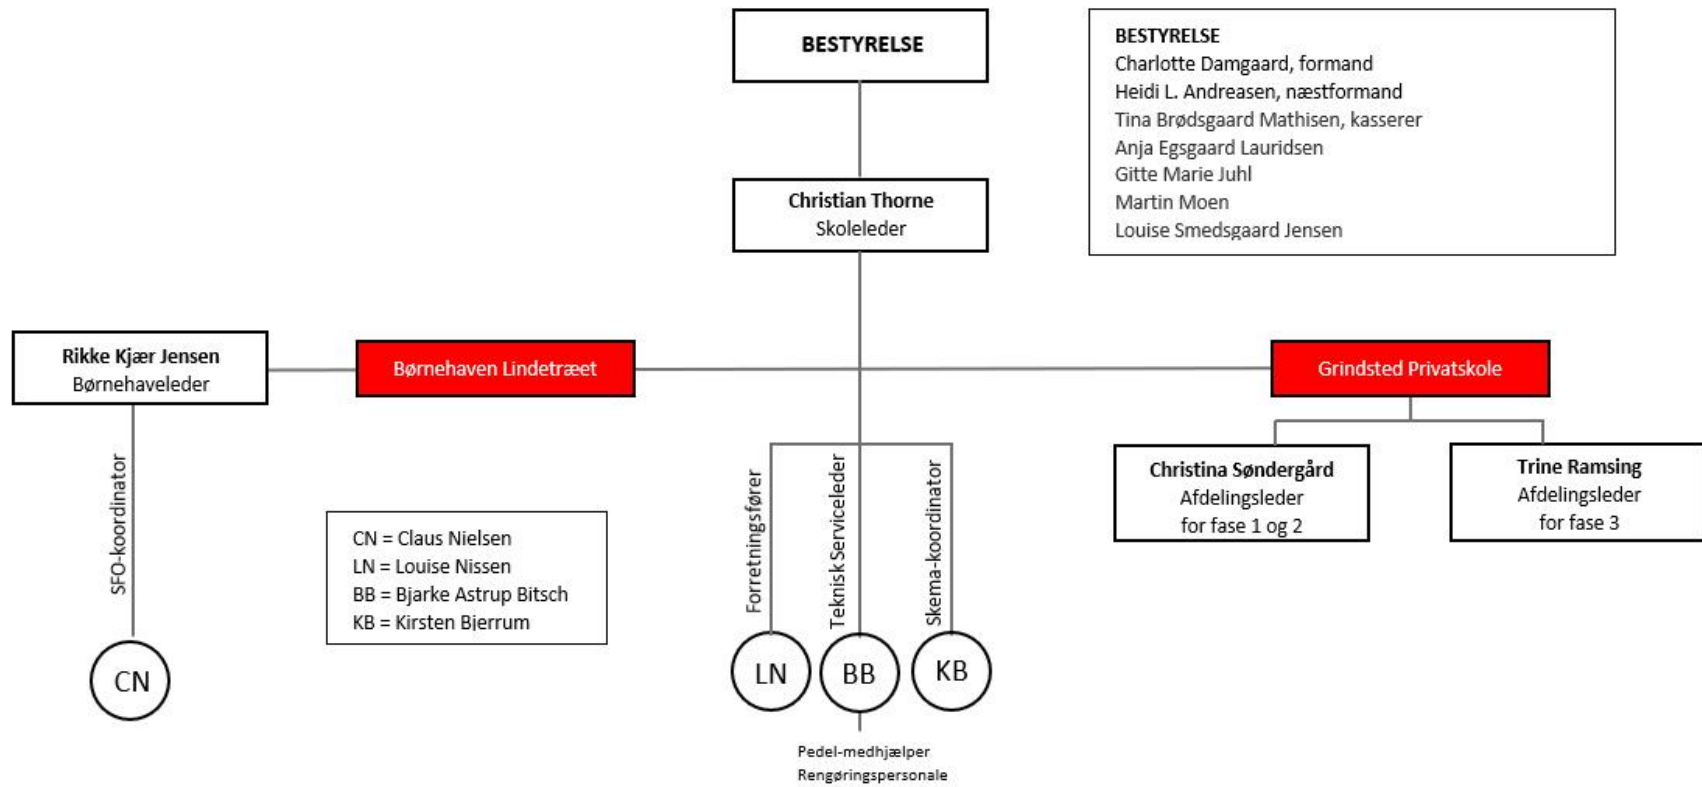 BESTYRELSE
BESTYRELSE
Charlotte Damgaard, formand
Heidi L. Andreasen, næstformand
Tina Brødsgaard Mathisen, kasserer
Anja Egsgaard Lauridsen
Gitte Marie Juhl
Martin Moen
Louise Smedsgaard Jensen
Christian Thorne
Skoleleder
Rikke Kjær Jensen
Børnehaveleder
Børnehaven Lindetræet
Grindsted Privatskole
Christina Søndergård
Afdelingsleder
for fase 1 og 2
Trine Ramsing
Afdelingsleder
for fase 3
SFO-koordinator
CN = Claus Nielsen
LN = Louise Nissen
BB = Bjarke Astrup Bitsch
KB = Kirsten Bjerrum
Forretningsfører
Teknisk Serviceleder
Skema-koordinator
CN
LN
BB
KB
Pedel-medhjælper
Rengøringspersonale